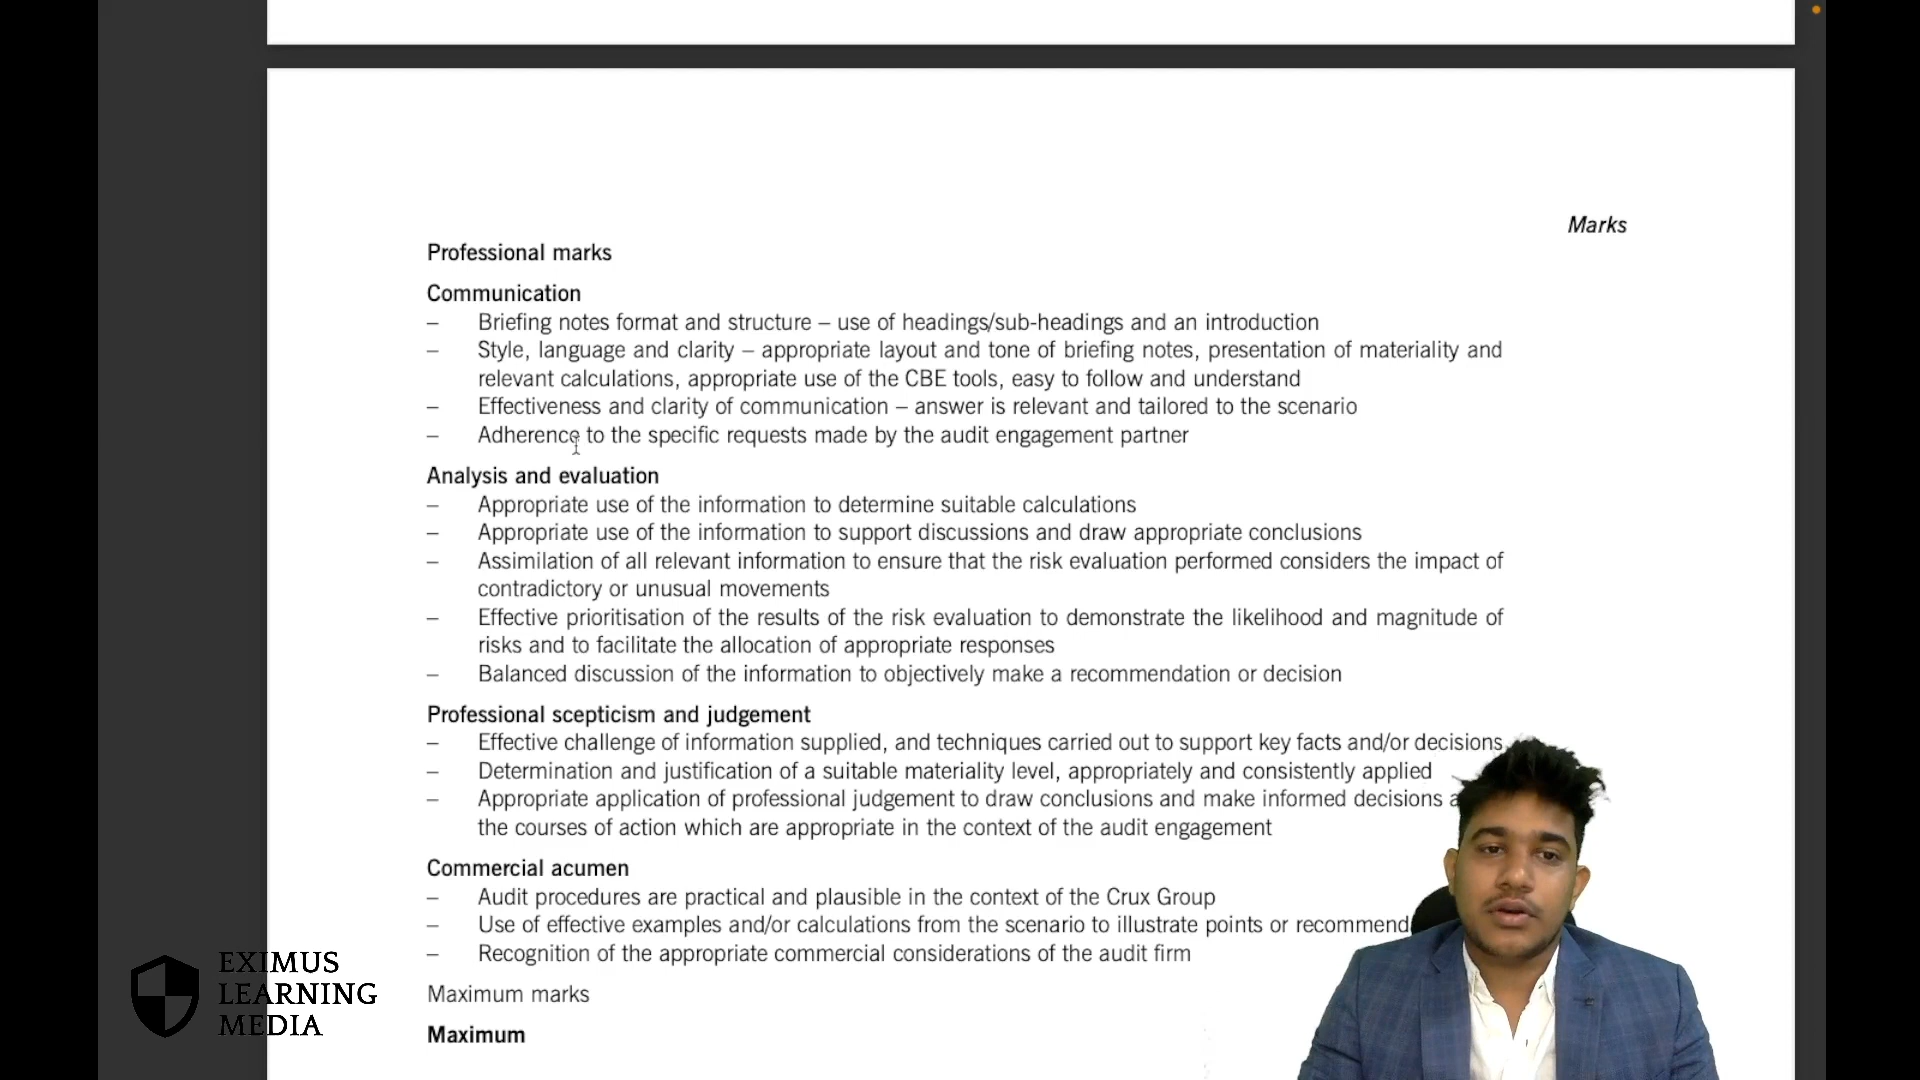 Marks
Professional marks
Communication
– Briefing notes format and structure – use of headings/sub-headings and an introduction
– Style, language and clarity – appropriate layout and tone of briefing notes, presentation of materiality and
relevant calculations, appropriate use of the CBE tools, easy to follow and understand
– Effectiveness and clarity of communication – answer is relevant and tailored to the scenario
– Adherence to the specific requests made by the audit engagement partner
Analysis and evaluation
– Appropriate use of the information to determine suitable calculations
– Appropriate use of the information to support discussions and draw appropriate conclusions
– Assimilation of all relevant information to ensure that the risk evaluation performed considers the impact of
contradictory or unusual movements
– Effective prioritisation of the results of the risk evaluation to demonstrate the likelihood and magnitude of
risks and to facilitate the allocation of appropriate responses
– Balanced discussion of the information to objectively make a recommendation or decision
Professional scepticism and judgement
– Effective challenge of information supplied, and techniques carried out to support key facts and/or decisions
– Determination and justification of a suitable materiality level, appropriately and consistently applied
– Appropriate application of professional judgement to draw conclusions and make informed decisions
the courses of action which are appropriate in the context of the audit engagement
Commercial acumen
– Audit procedures are practical and plausible in the context of the Crux Group
– Use of effective examples and/or calculations from the scenario to illustrate points or
– Recognition of the appropriate commercial considerations of the audit firm
Maximum marks
Maximum
EXIMUS
LEARNING
MEDIA